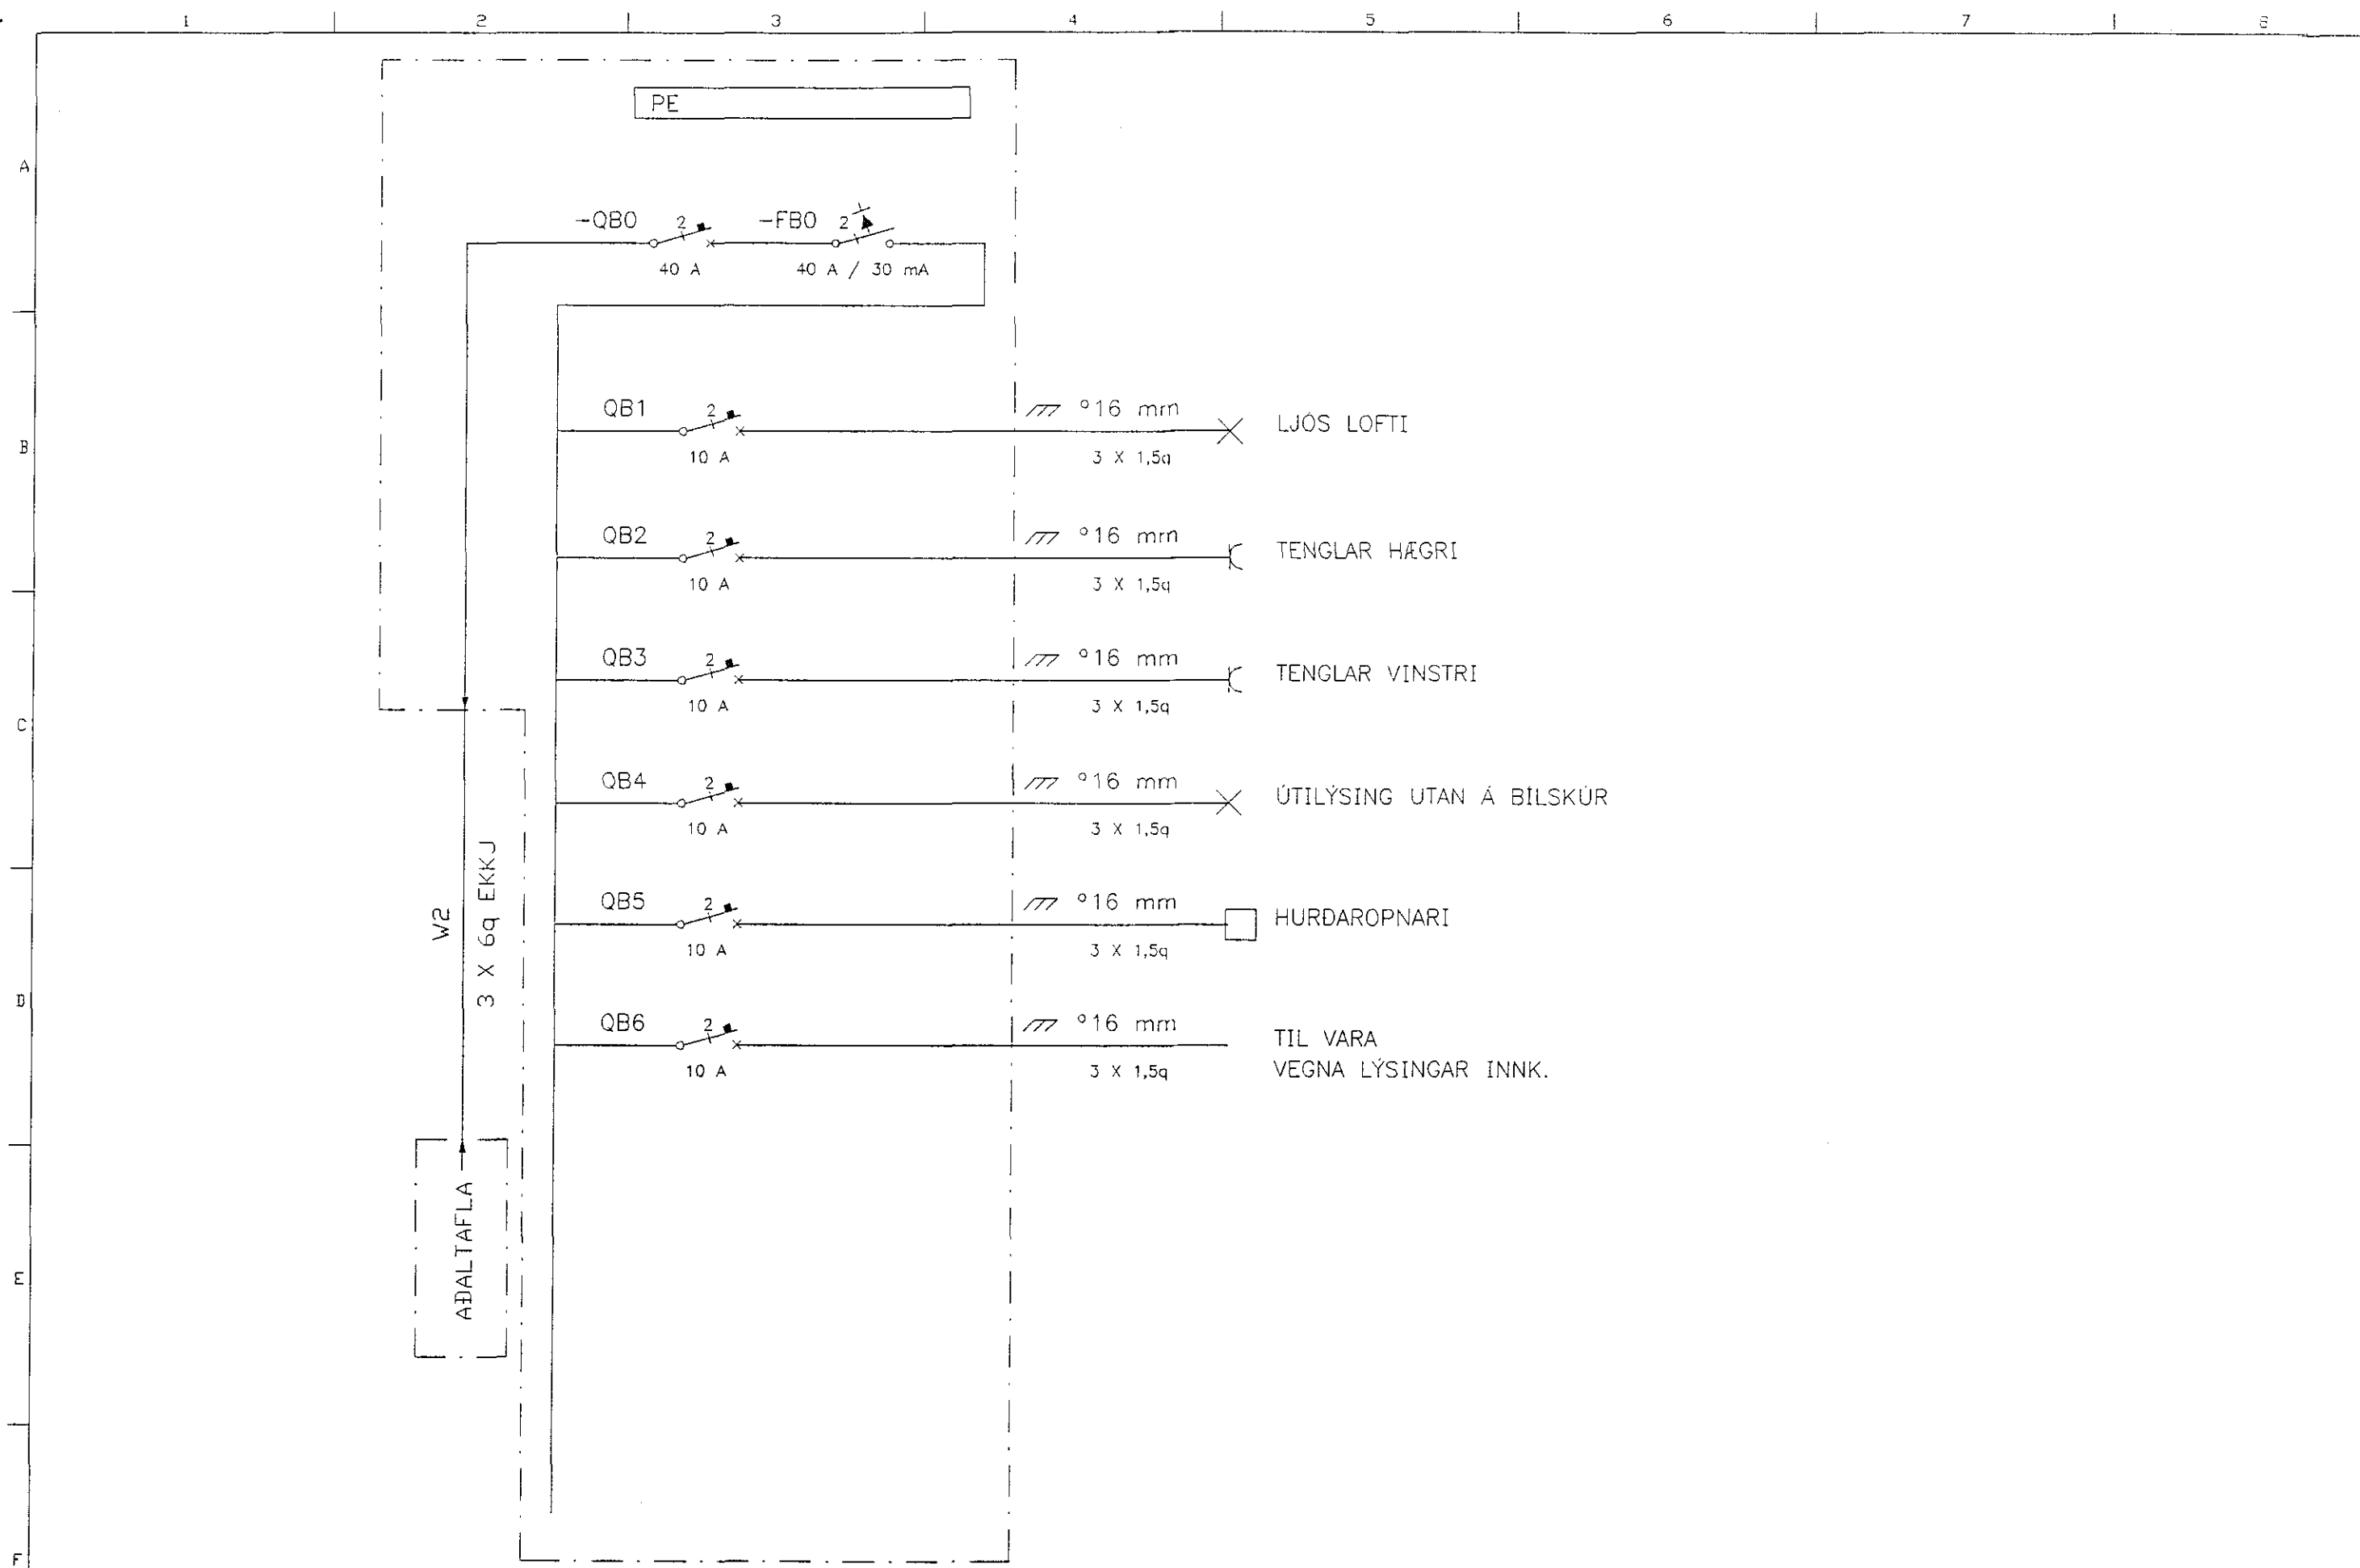 1 2 3 4 5 6 7 8
PE
A
-QB0 2 -FB0 2
40 A 40 A / 30 mA
QB1 2 °16 mm LJÓS LOFTI
B
10 A 3 X 1,5q
QB2 2 °16 mm TENGLAR HÆGRI
10 A 3 X 1,5q
QB3 2 °16 mm TENGLAR VINSTRI
10 A 3 X 1,5q
C
QB4 2 °16 mm ÚTILÝSING UTAN Á BÍLSKÚR
10 A 3 X 1,5q
W2
3 X 6q EKKJ
QB5 2 °16 mm HURÐAROPNARI
10 A 3 X 1,5q
D
QB6 2 °16 mm TIL VARA
10 A 3 X 1,5q VEGNA LÝSINGAR INNK.
AÐALTAFLA
E
F